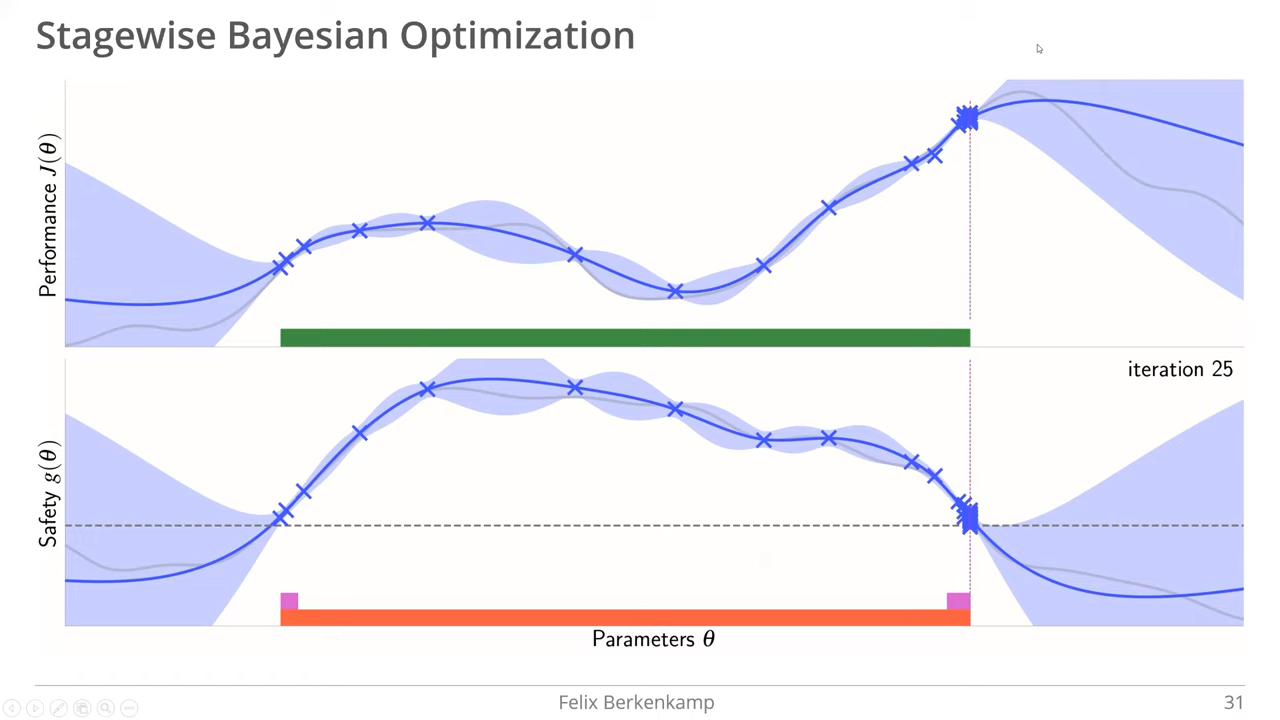 Stagewise Bayesian Optimization
Performance J(θ)
iteration 25
Safety g(θ)
Parameters θ
Felix Berkenkamp
31